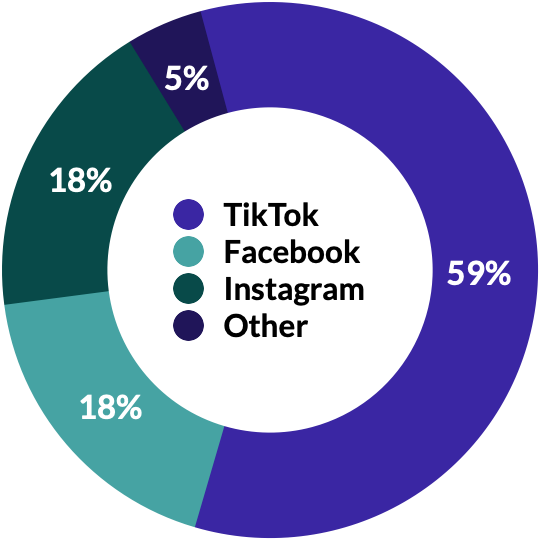 5%
18%
TikTok
Facebook
Instagram
Other
59%
18%